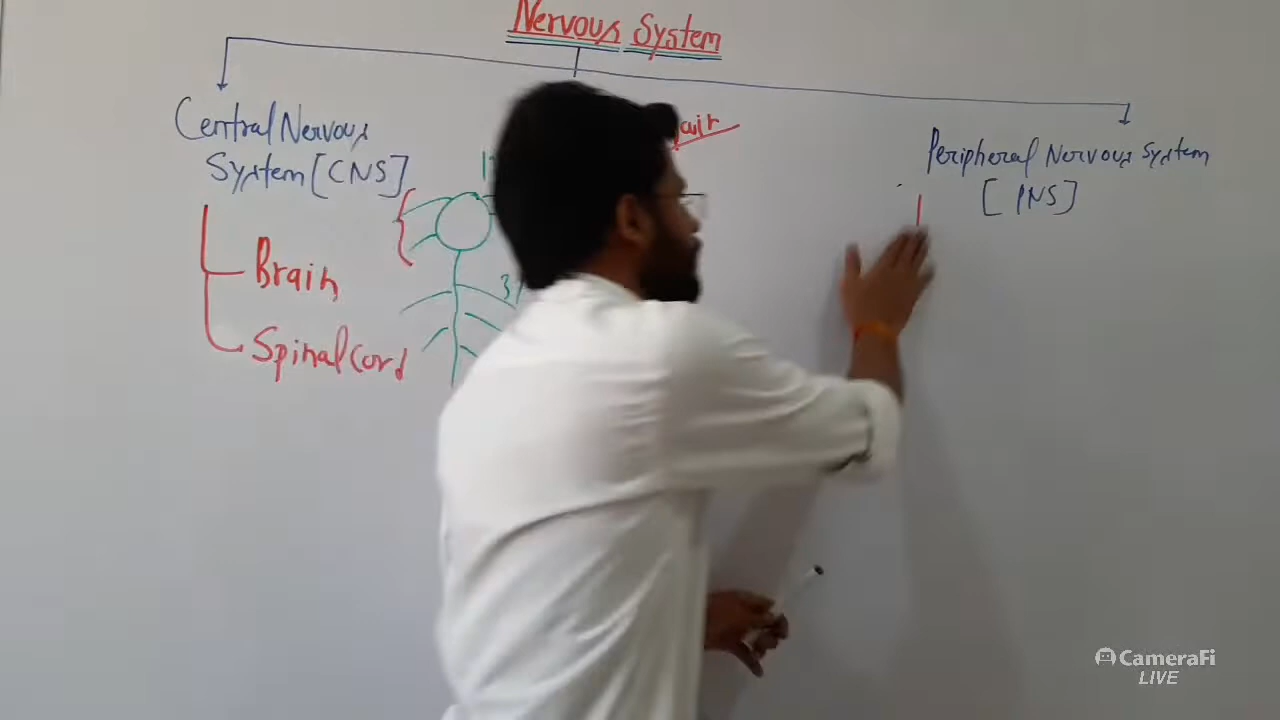 Nervous System
Central Nervous
System [CNS]
Peripheral Nervous System
[PNS]
Brain
Spinal Cord
CameraFi
LIVE